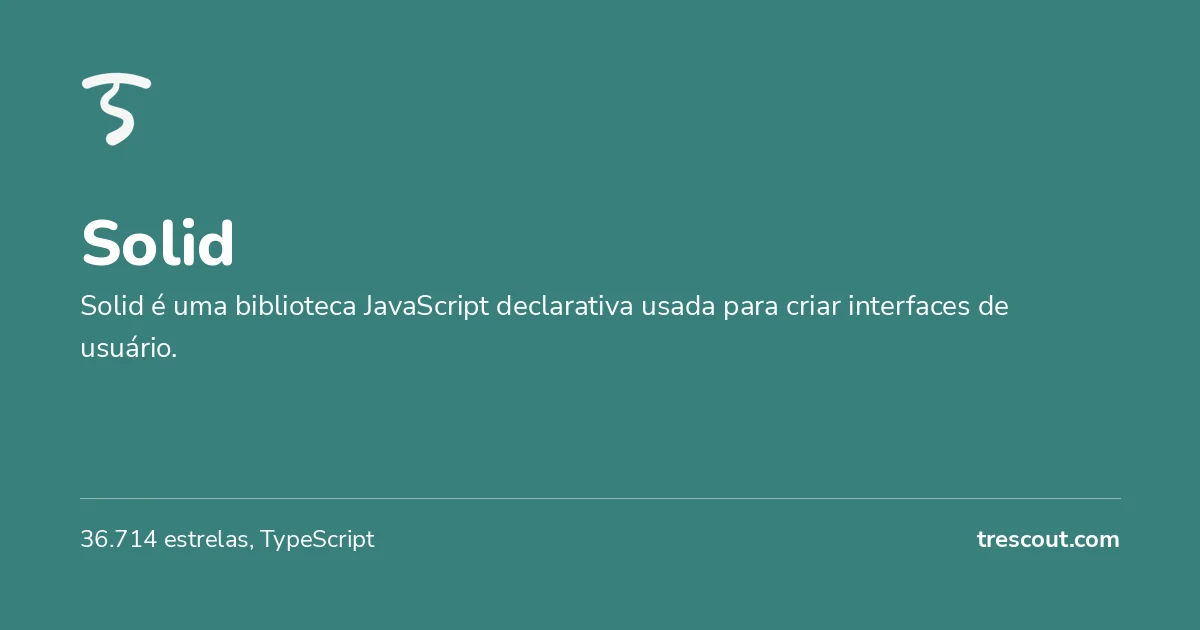 Solid
Solid é uma biblioteca JavaScript declarativa usada para criar interfaces de
usuário.
36.714 estrelas, TypeScript
trescout.com